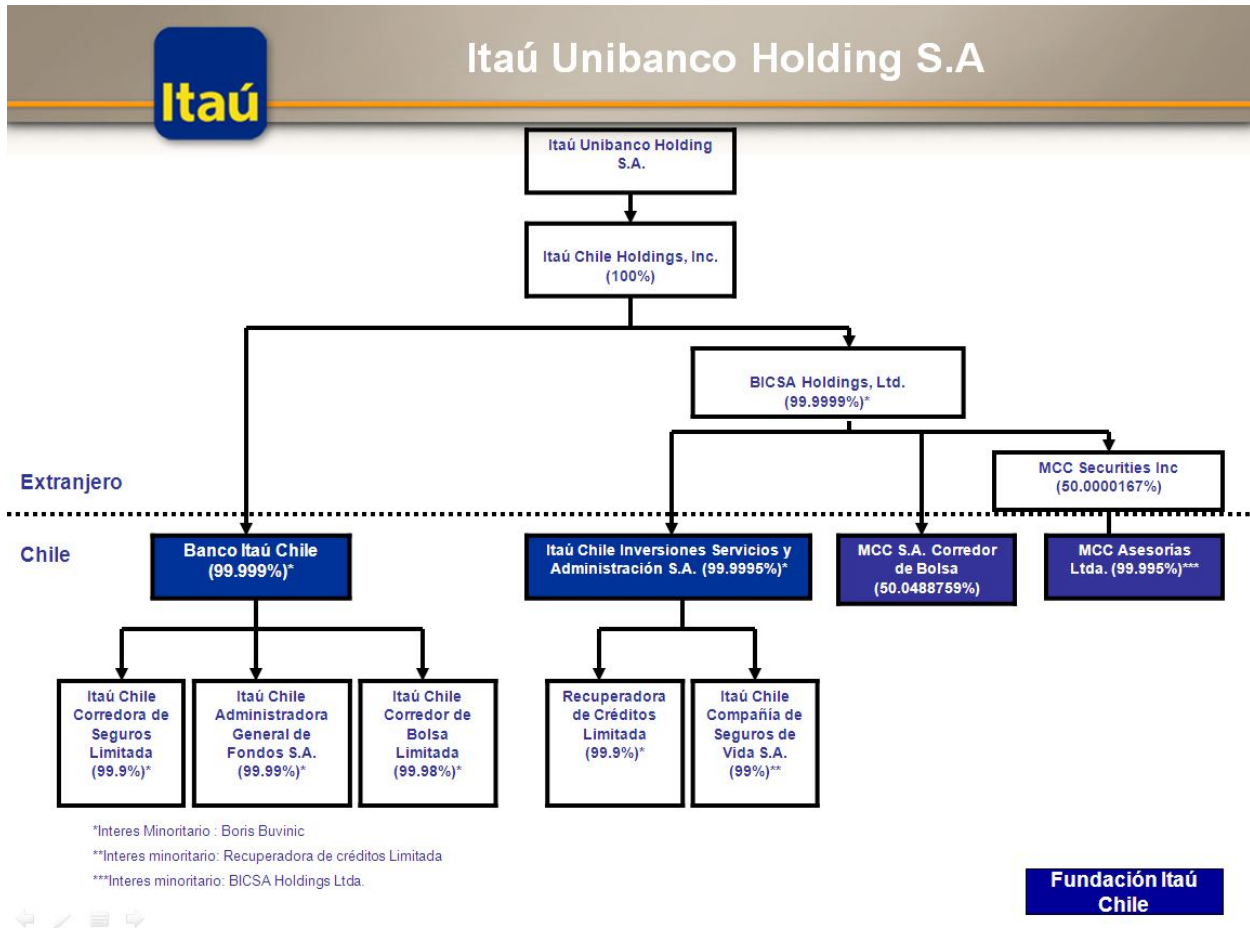 Itaú Unibanco Holding S.A
Itaú
Itaú Unibanco Holding
S.A.
Itaú Chile Holdings, Inc.
(100%)
BICSA Holdings, Ltd.
(99.9999%)*
MCC Securities Inc
(50.0000167%)
Extranjero
Chile
Banco Itaú Chile
(99.999%)*
Itaú Chile Inversiones Servicios y
Administración S.A. (99.9995%)*
MCC S.A. Corredor
de Bolsa
(50.0488759%)
MCC Asesorías
Ltda. (99.995%)***
Itaú Chile
Corredora de
Seguros
Limitada
(99.9%)*
Itaú Chile
Administradora
General de
Fondos S.A.
(99.99%)*
Itaú Chile
Corredor de
Bolsa
Limitada
(99.98%)*
Recuperadora
de Créditos
Limitada
(99.9%)*
Itaú Chile
Compañía de
Seguros de
Vida S.A.
(99%)**
*Interes Minoritario : Boris Buvinic
**Interes minoritario: Recuperadora de créditos Limitada
***Interes minoritario: BICSA Holdings Ltda.
Fundación Itaú
Chile